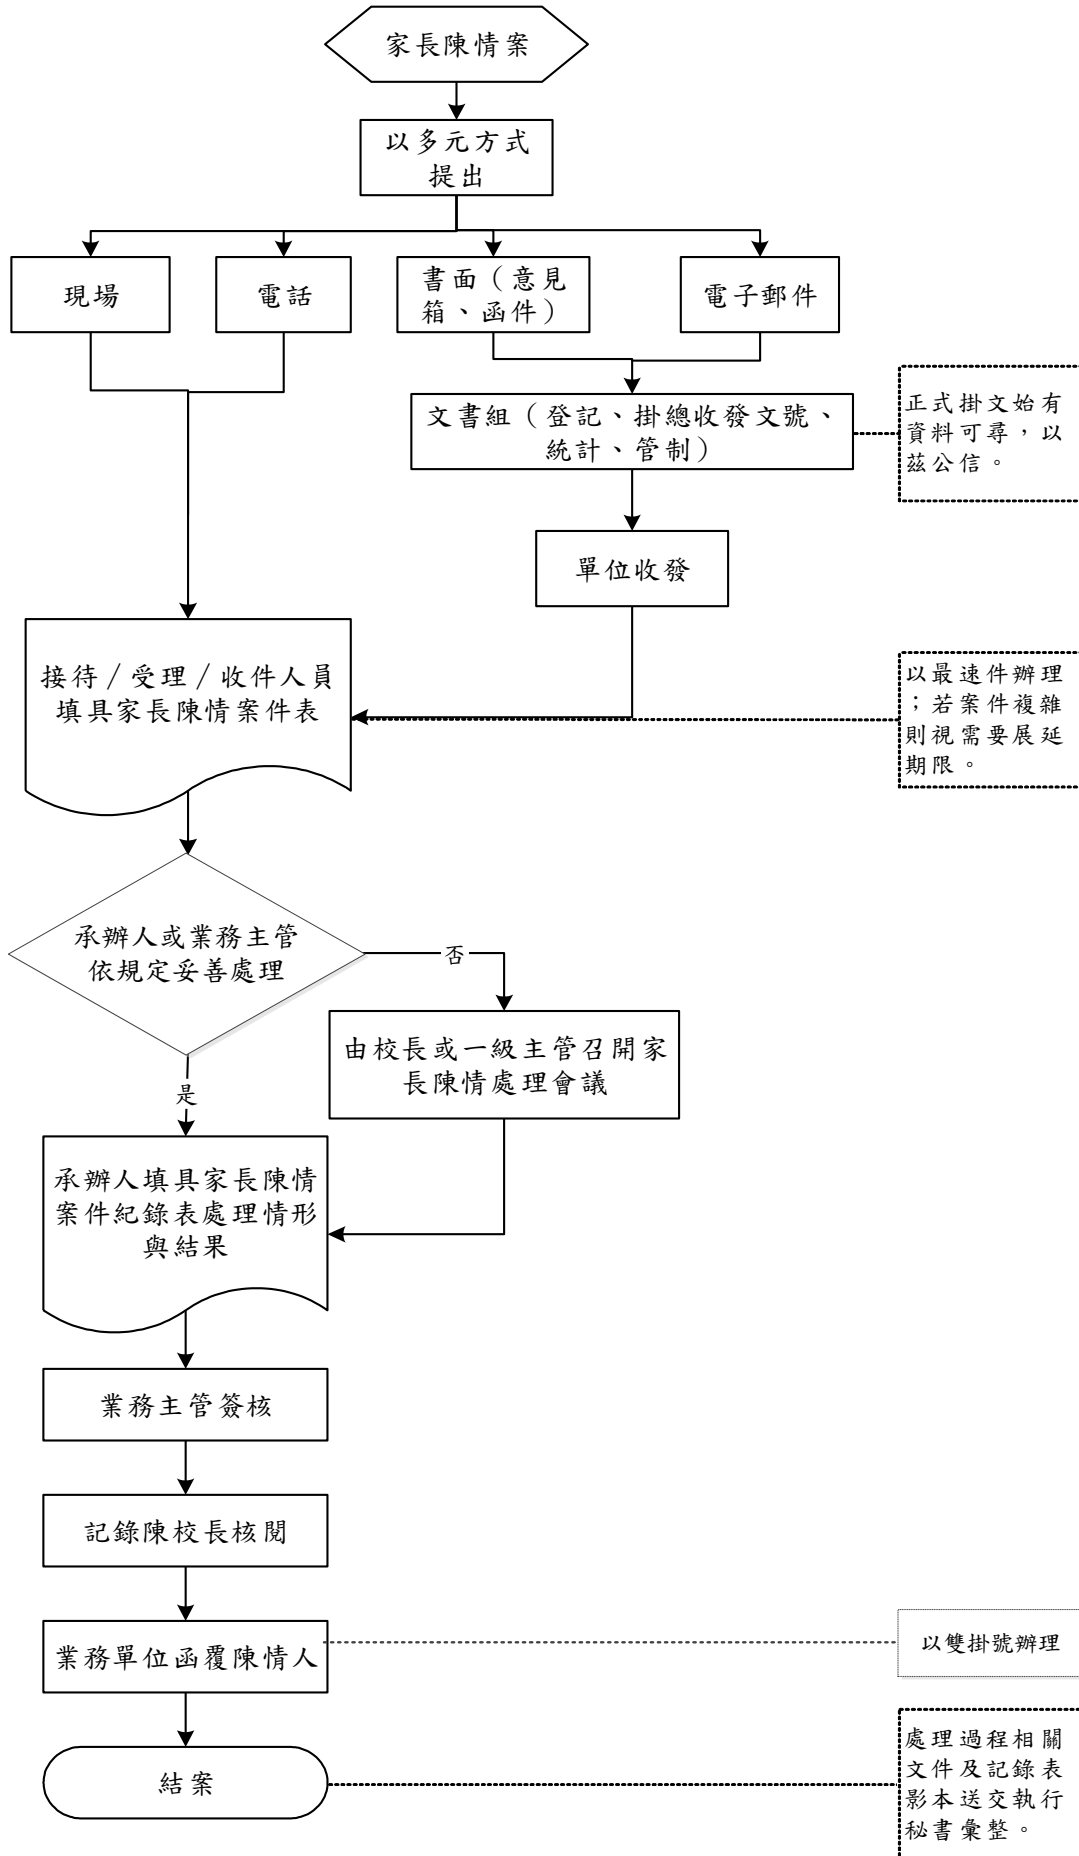 家長陳情案
以多元方式
提出
現場
電話
書面（意見
箱、函件）
電子郵件
文書組（登記、掛總收發文號、
統計、管制）
正式掛文始有
資料可尋，以
茲公信。
單位收發
接待／受理／收件人員
填具家長陳情案件表
以最速件辦理
；若案件複雜
則視需要展延
期限。
承辦人或業務主管
依規定妥善處理
否
由校長或一級主管召開家
長陳情處理會議
是
承辦人填具家長陳情
案件紀錄表處理情形
與結果
業務主管簽核
記錄陳校長核閱
業務單位函覆陳情人
以雙掛號辦理
結案
處理過程相關
文件及記錄表
影本送交執行
秘書彙整。